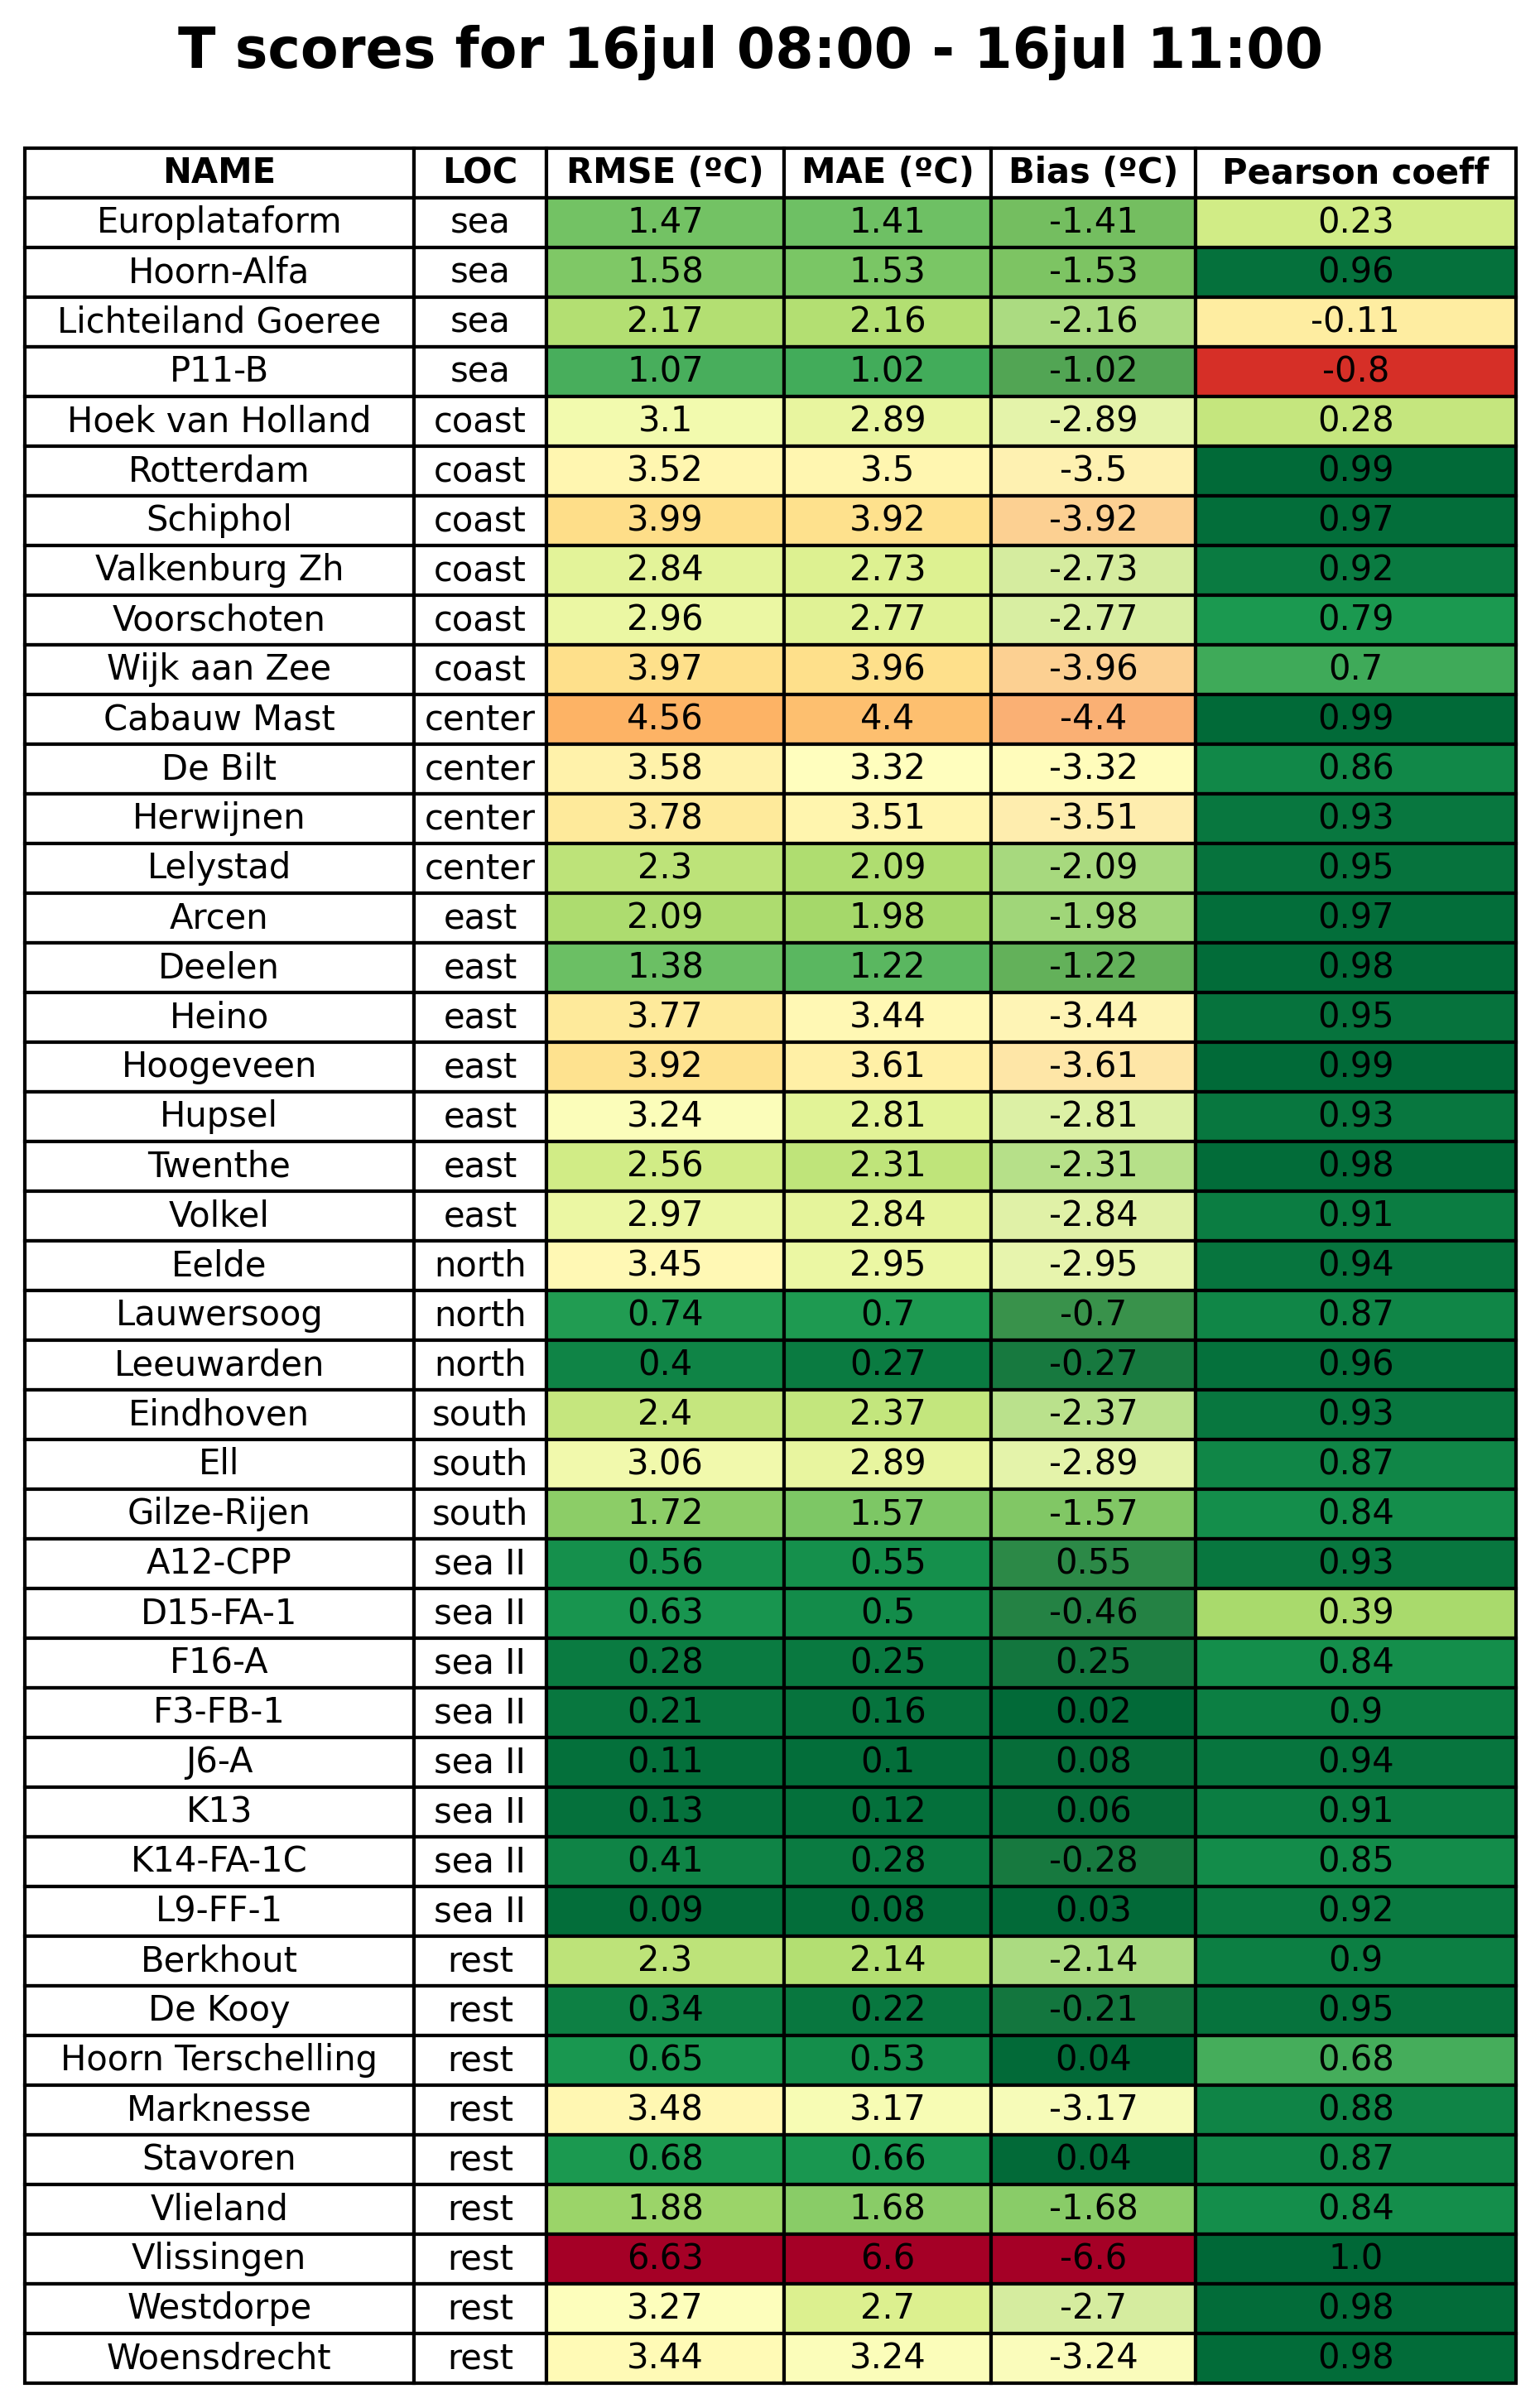 T scores for 16jul 08:00 - 16jul 11:00
NAME LOC RMSE (ºC) MAE (ºC) Bias (ºC) Pearson coeff
Europlataform sea 1.47 1.41 -1.41 0.23
Hoorn-Alfa sea 1.58 1.53 -1.53 0.96
Lichteiland Goeree sea 2.17 2.16 -2.16 -0.11
P11-B sea 1.07 1.02 -1.02 -0.8
Hoek van Holland coast 3.1 2.89 -2.89 0.28
Rotterdam coast 3.52 3.5 -3.5 0.99
Schiphol coast 3.99 3.92 -3.92 0.97
Valkenburg Zh coast 2.84 2.73 -2.73 0.92
Voorschoten coast 2.96 2.77 -2.77 0.79
Wijk aan Zee coast 3.97 3.96 -3.96 0.7
Cabauw Mast center 4.56 4.4 -4.4 0.99
De Bilt center 3.58 3.32 -3.32 0.86
Herwijnen center 3.78 3.51 -3.51 0.93
Lelystad center 2.3 2.09 -2.09 0.95
Arcen east 2.09 1.98 -1.98 0.97
Deelen east 1.38 1.22 -1.22 0.98
Heino east 3.77 3.44 -3.44 0.95
Hoogeveen east 3.92 3.61 -3.61 0.99
Hupsel east 3.24 2.81 -2.81 0.93
Twenthe east 2.56 2.31 -2.31 0.98
Volkel east 2.97 2.84 -2.84 0.91
Eelde north 3.45 2.95 -2.95 0.94
Lauwersoog north 0.74 0.7 -0.7 0.87
Leeuwarden north 0.4 0.27 -0.27 0.96
Eindhoven south 2.4 2.37 -2.37 0.93
Ell south 3.06 2.89 -2.89 0.87
Gilze-Rijen south 1.72 1.57 -1.57 0.84
A12-CPP sea II 0.56 0.55 0.55 0.93
D15-FA-1 sea II 0.63 0.5 -0.46 0.39
F16-A sea II 0.28 0.25 0.25 0.84
F3-FB-1 sea II 0.21 0.16 0.02 0.9
J6-A sea II 0.11 0.1 0.08 0.94
K13 sea II 0.13 0.12 0.06 0.91
K14-FA-1C sea II 0.41 0.28 -0.28 0.85
L9-FF-1 sea II 0.09 0.08 0.03 0.92
Berkhout rest 2.3 2.14 -2.14 0.9
De Kooy rest 0.34 0.22 -0.21 0.95
Hoorn Terschelling rest 0.65 0.53 0.04 0.68
Marknesse rest 3.48 3.17 -3.17 0.88
Stavoren rest 0.68 0.66 0.04 0.87
Vlieland rest 1.88 1.68 -1.68 0.84
Vlissingen rest 6.63 6.6 -6.6 1.0
Westdorpe rest 3.27 2.7 -2.7 0.98
Woensdrecht rest 3.44 3.24 -3.24 0.98